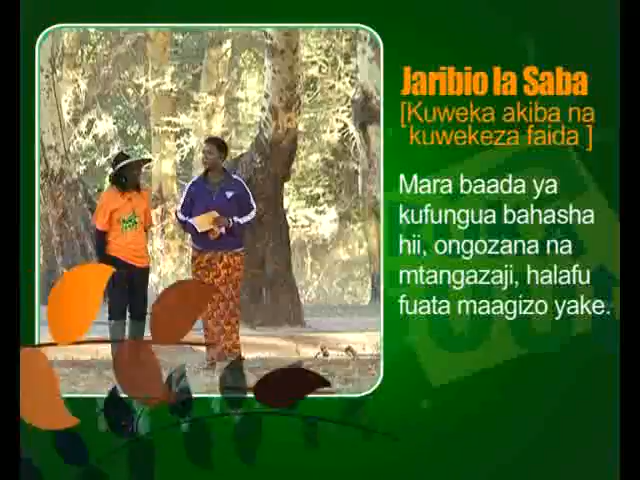 Jaribio la Saba
[Kuweka akiba na
kuwekeza faida ]
Mara baada ya
kufungua bahasha
hii, ongozana na
mtangazaji, halafu
fuata maagizo yake.